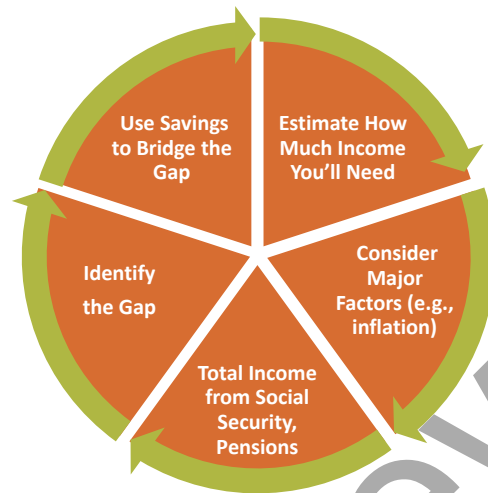 Use Savings
to Bridge the
Gap
Estimate How
Much Income
You'll Need
Consider
Major
Factors (e.g.,
inflation)
Total Income
from Social
Security,
Pensions
Identify
the Gap